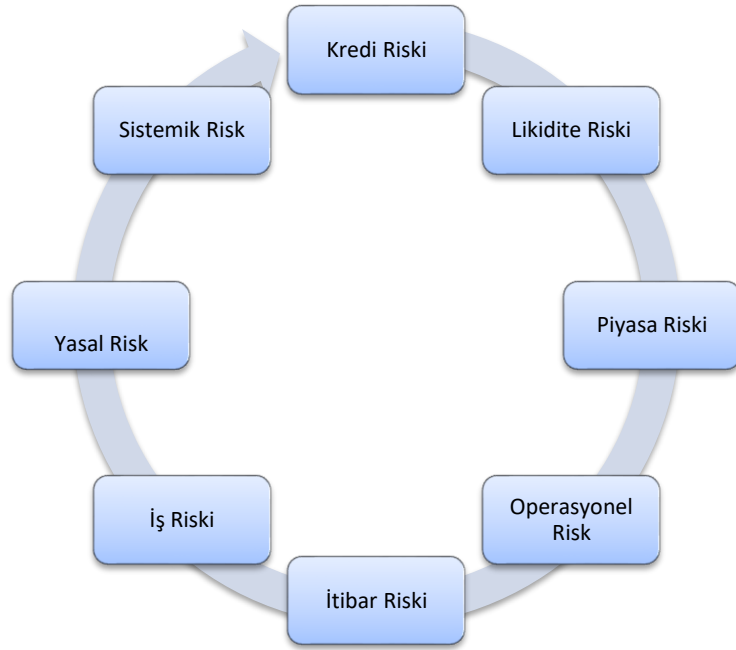 Kredi Riski
Likidite Riski
Piyasa Riski
Operasyonel
Risk
İtibar Riski
İş Riski
Yasal Risk
Sistemik Risk